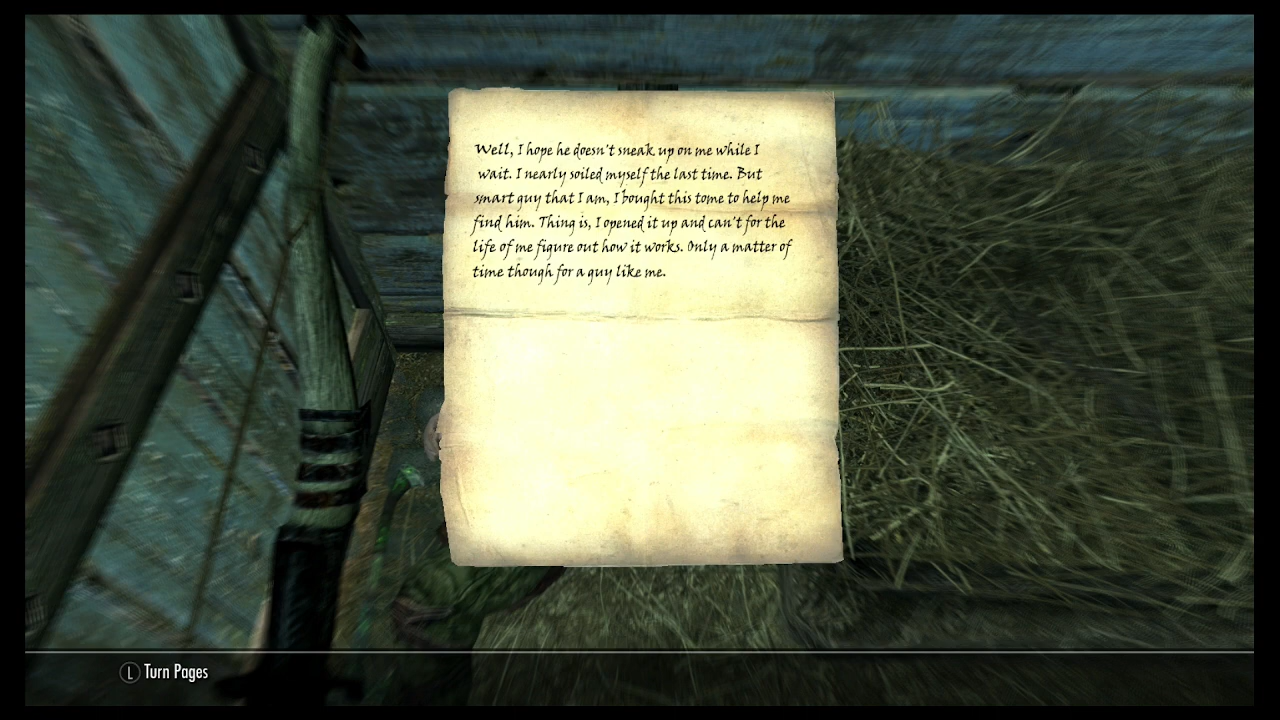 Well, I hope he doesn't sneak up on me while I
wait. I nearly soiled myself the last time. But
smart guy that I am, I bought this tome to help me
find him. Thing is, I opened it up and can't for the
life of me figure out how it works. Only a matter of
time though for a guy like me.
L Turn Pages